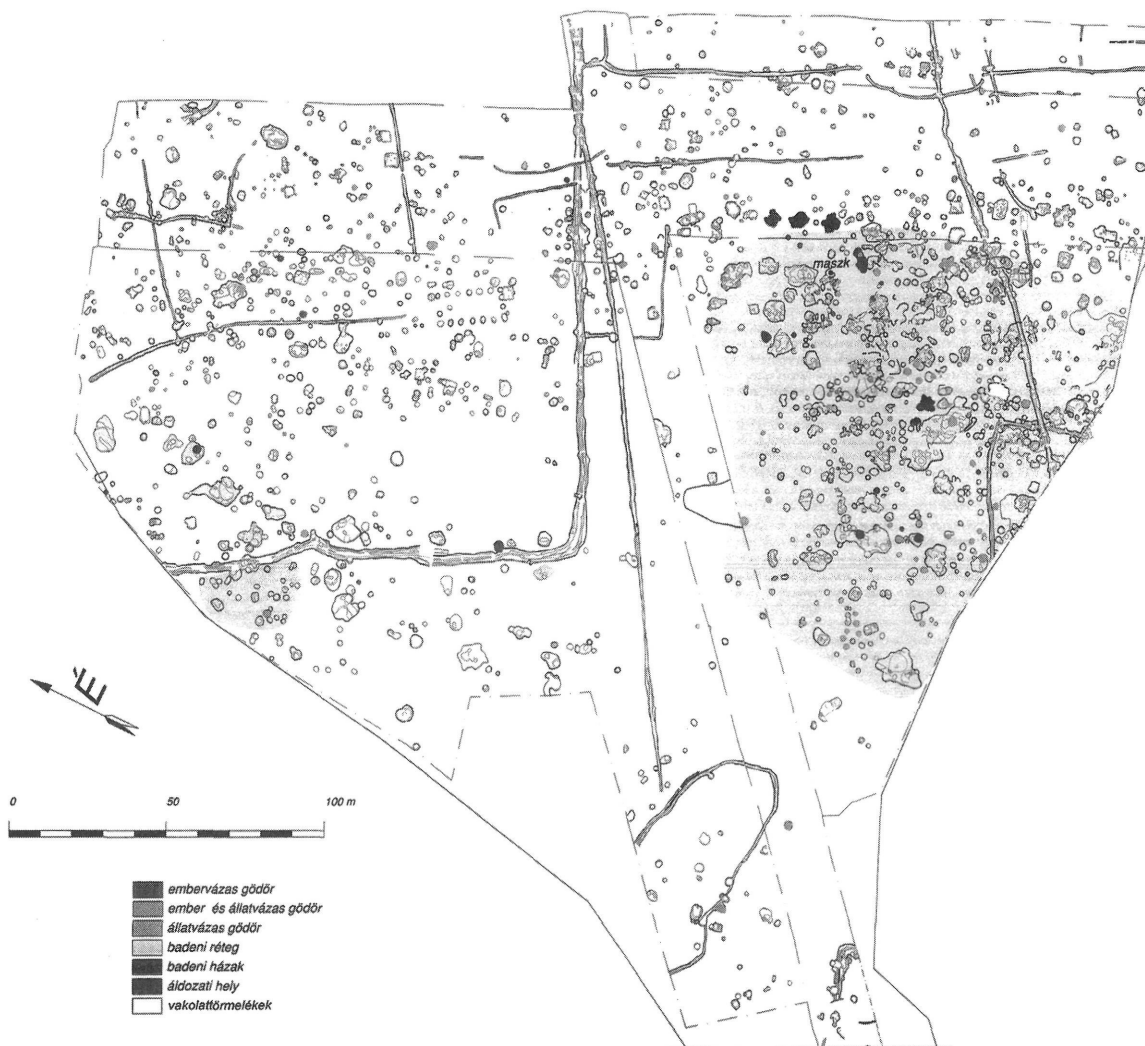 maszk
É
0 50 100 m
embervázas gödör
ember és állatvázas gödör
állatvázas gödör
badeni réteg
badeni házak
áldozati hely
vakolattörmelékek